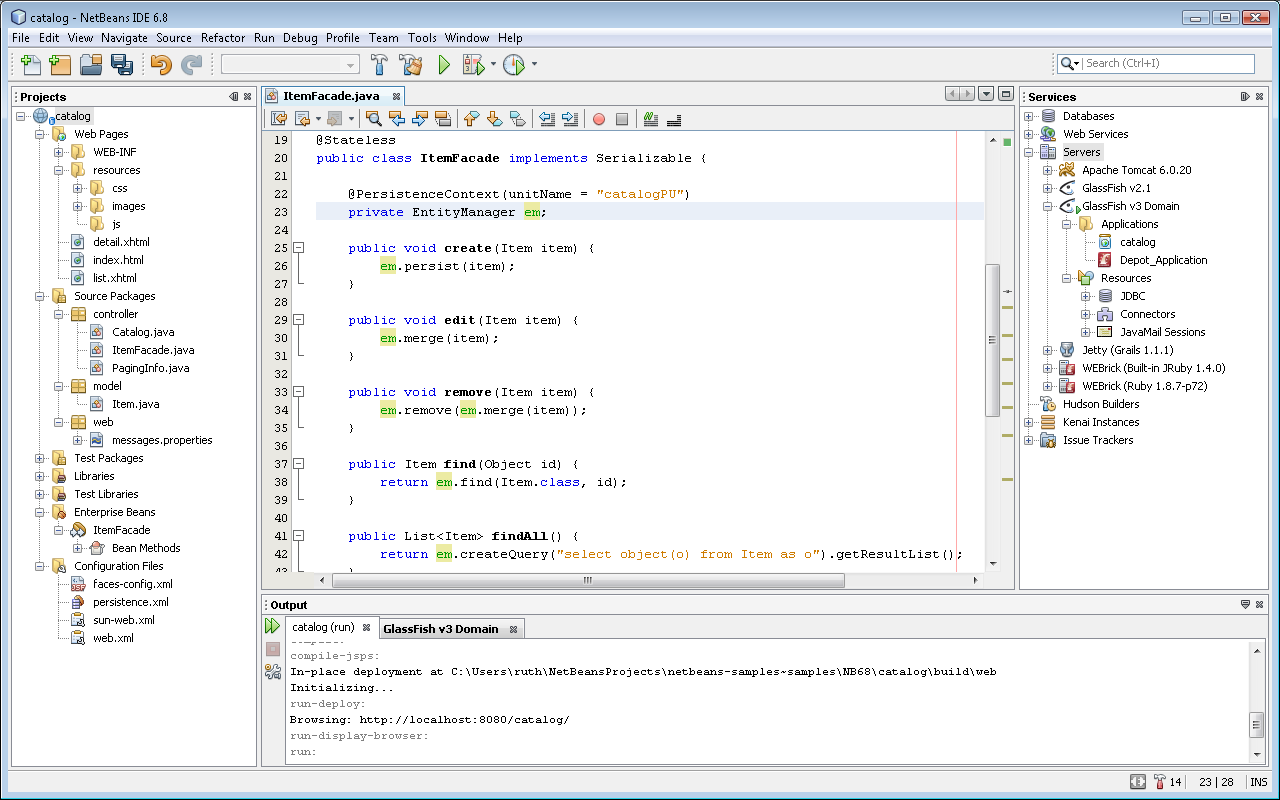 catalog - NetBeans IDE 6.8
File Edit View Navigate Source Refactor Run Debug Profile Team Tools Window Help
Search (Ctrl+I)
Projects
catalog
Web Pages
WEB-INF
resources
css
images
js
detail.xhtml
index.html
list.xhtml
Source Packages
controller
Catalog.java
ItemFacade.java
PagingInfo.java
model
Item.java
web
messages.properties
Test Packages
Libraries
Test Libraries
Enterprise Beans
ItemFacade
Bean Methods
Configuration Files
faces-config.xml
persistence.xml
sun-web.xml
web.xml
ItemFacade.java
19 @Stateless
20 public class ItemFacade implements Serializable {
21
22 @PersistenceContext(unitName = "catalogPU")
23 private EntityManager em;
24
25 public void create(Item item) {
26 em.persist(item);
27 }
28
29 public void edit(Item item) {
30 em.merge(item);
31 }
32
33 public void remove(Item item) {
34 em.remove(em.merge(item));
35 }
36
37 public Item find(Object id) {
38 return em.find(Item.class, id);
39 }
40
41 public List<Item> findAll() {
42 return em.createQuery("select object(o) from Item as o").getResultList();
Services
Databases
Web Services
Servers
Apache Tomcat 6.0.20
GlassFish v2.1
GlassFish v3 Domain
Applications
catalog
Depot_Application
Resources
JDBC
Connectors
JavaMail Sessions
Jetty (Grails 1.1.1)
WEBrick (Built-in JRuby 1.4.0)
WEBrick (Ruby 1.8.7-p72)
Hudson Builders
Kenai Instances
Issue Trackers
Output
catalog (run) GlassFish v3 Domain
compile-jsps:
In-place deployment at C:\Users\ruth\NetBeansProjects\netbeans-samples~samples\NB68\catalog\build\web
Initializing...
run-deploy:
Browsing: http://localhost:8080/catalog/
run-display-browser:
run:
14 23 | 28 INS